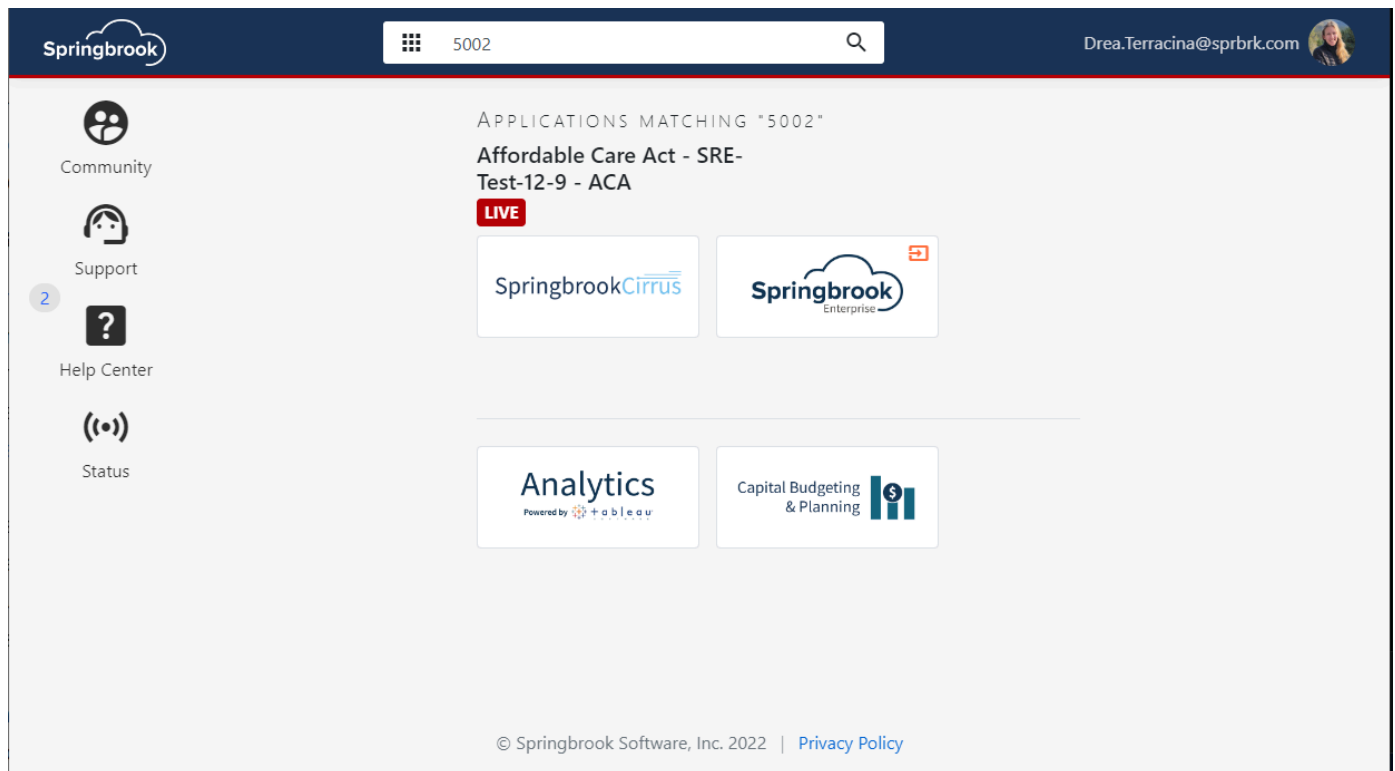 Springbrook
5002
Drea.Terracina@sprbrk.com
Community
Support
2
Help Center
Status
APPLICATIONS MATCHING "5002"
Affordable Care Act - SRE-
Test-12-9 - ACA
LIVE
SpringbrookCirrus
Springbrook
Enterprise
Analytics
Powered by +ableau
Capital Budgeting
& Planning
© Springbrook Software, Inc. 2022 | Privacy Policy